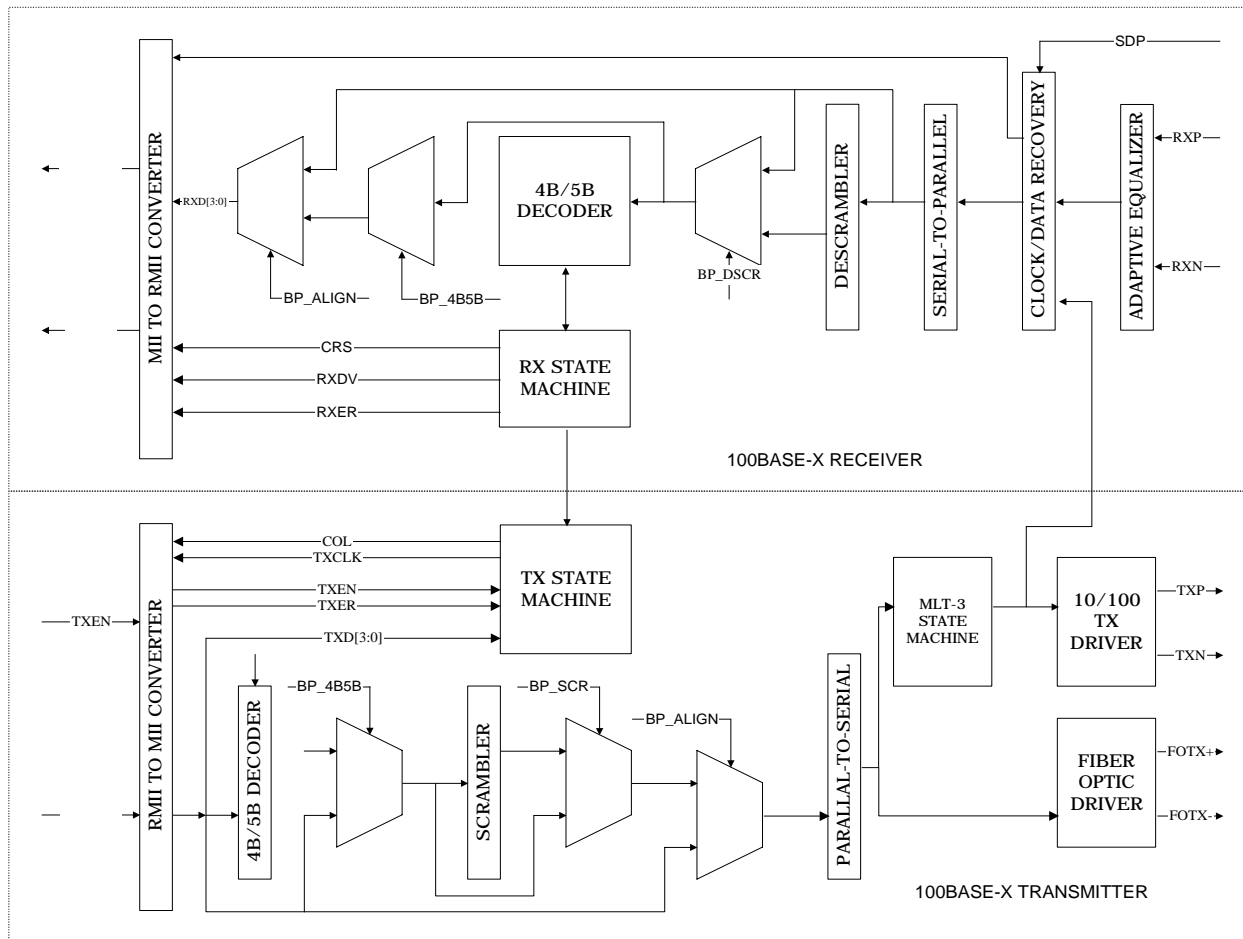 SDP
MII TO RMII CONVERTER
RXD[3:0]
BP_ALIGN
BP_4B5B
4B/5B
DECODER
BP_DSCR
DESCRAMBLER
SERIAL-TO-PARALLEL
CLOCK/DATA RECOVERY
ADAPTIVE EQUALIZER
RXP
RXN
CRS
RXDV
RXER
RX STATE
MACHINE
100BASE-X RECEIVER
RMII TO MII CONVERTER
TXEN
COL
TXCLK
TXEN
TXER
TXD[3:0]
TX STATE
MACHINE
4B/5B DECODER
BP_4B5B
SCRAMBLER
BP_SCR
BP_ALIGN
PARALLAL-TO-SERIAL
MLT-3
STATE
MACHINE
10/100
TX
DRIVER
TXP
TXN
FIBER
OPTIC
DRIVER
FOTX+
FOTX-
100BASE-X TRANSMITTER